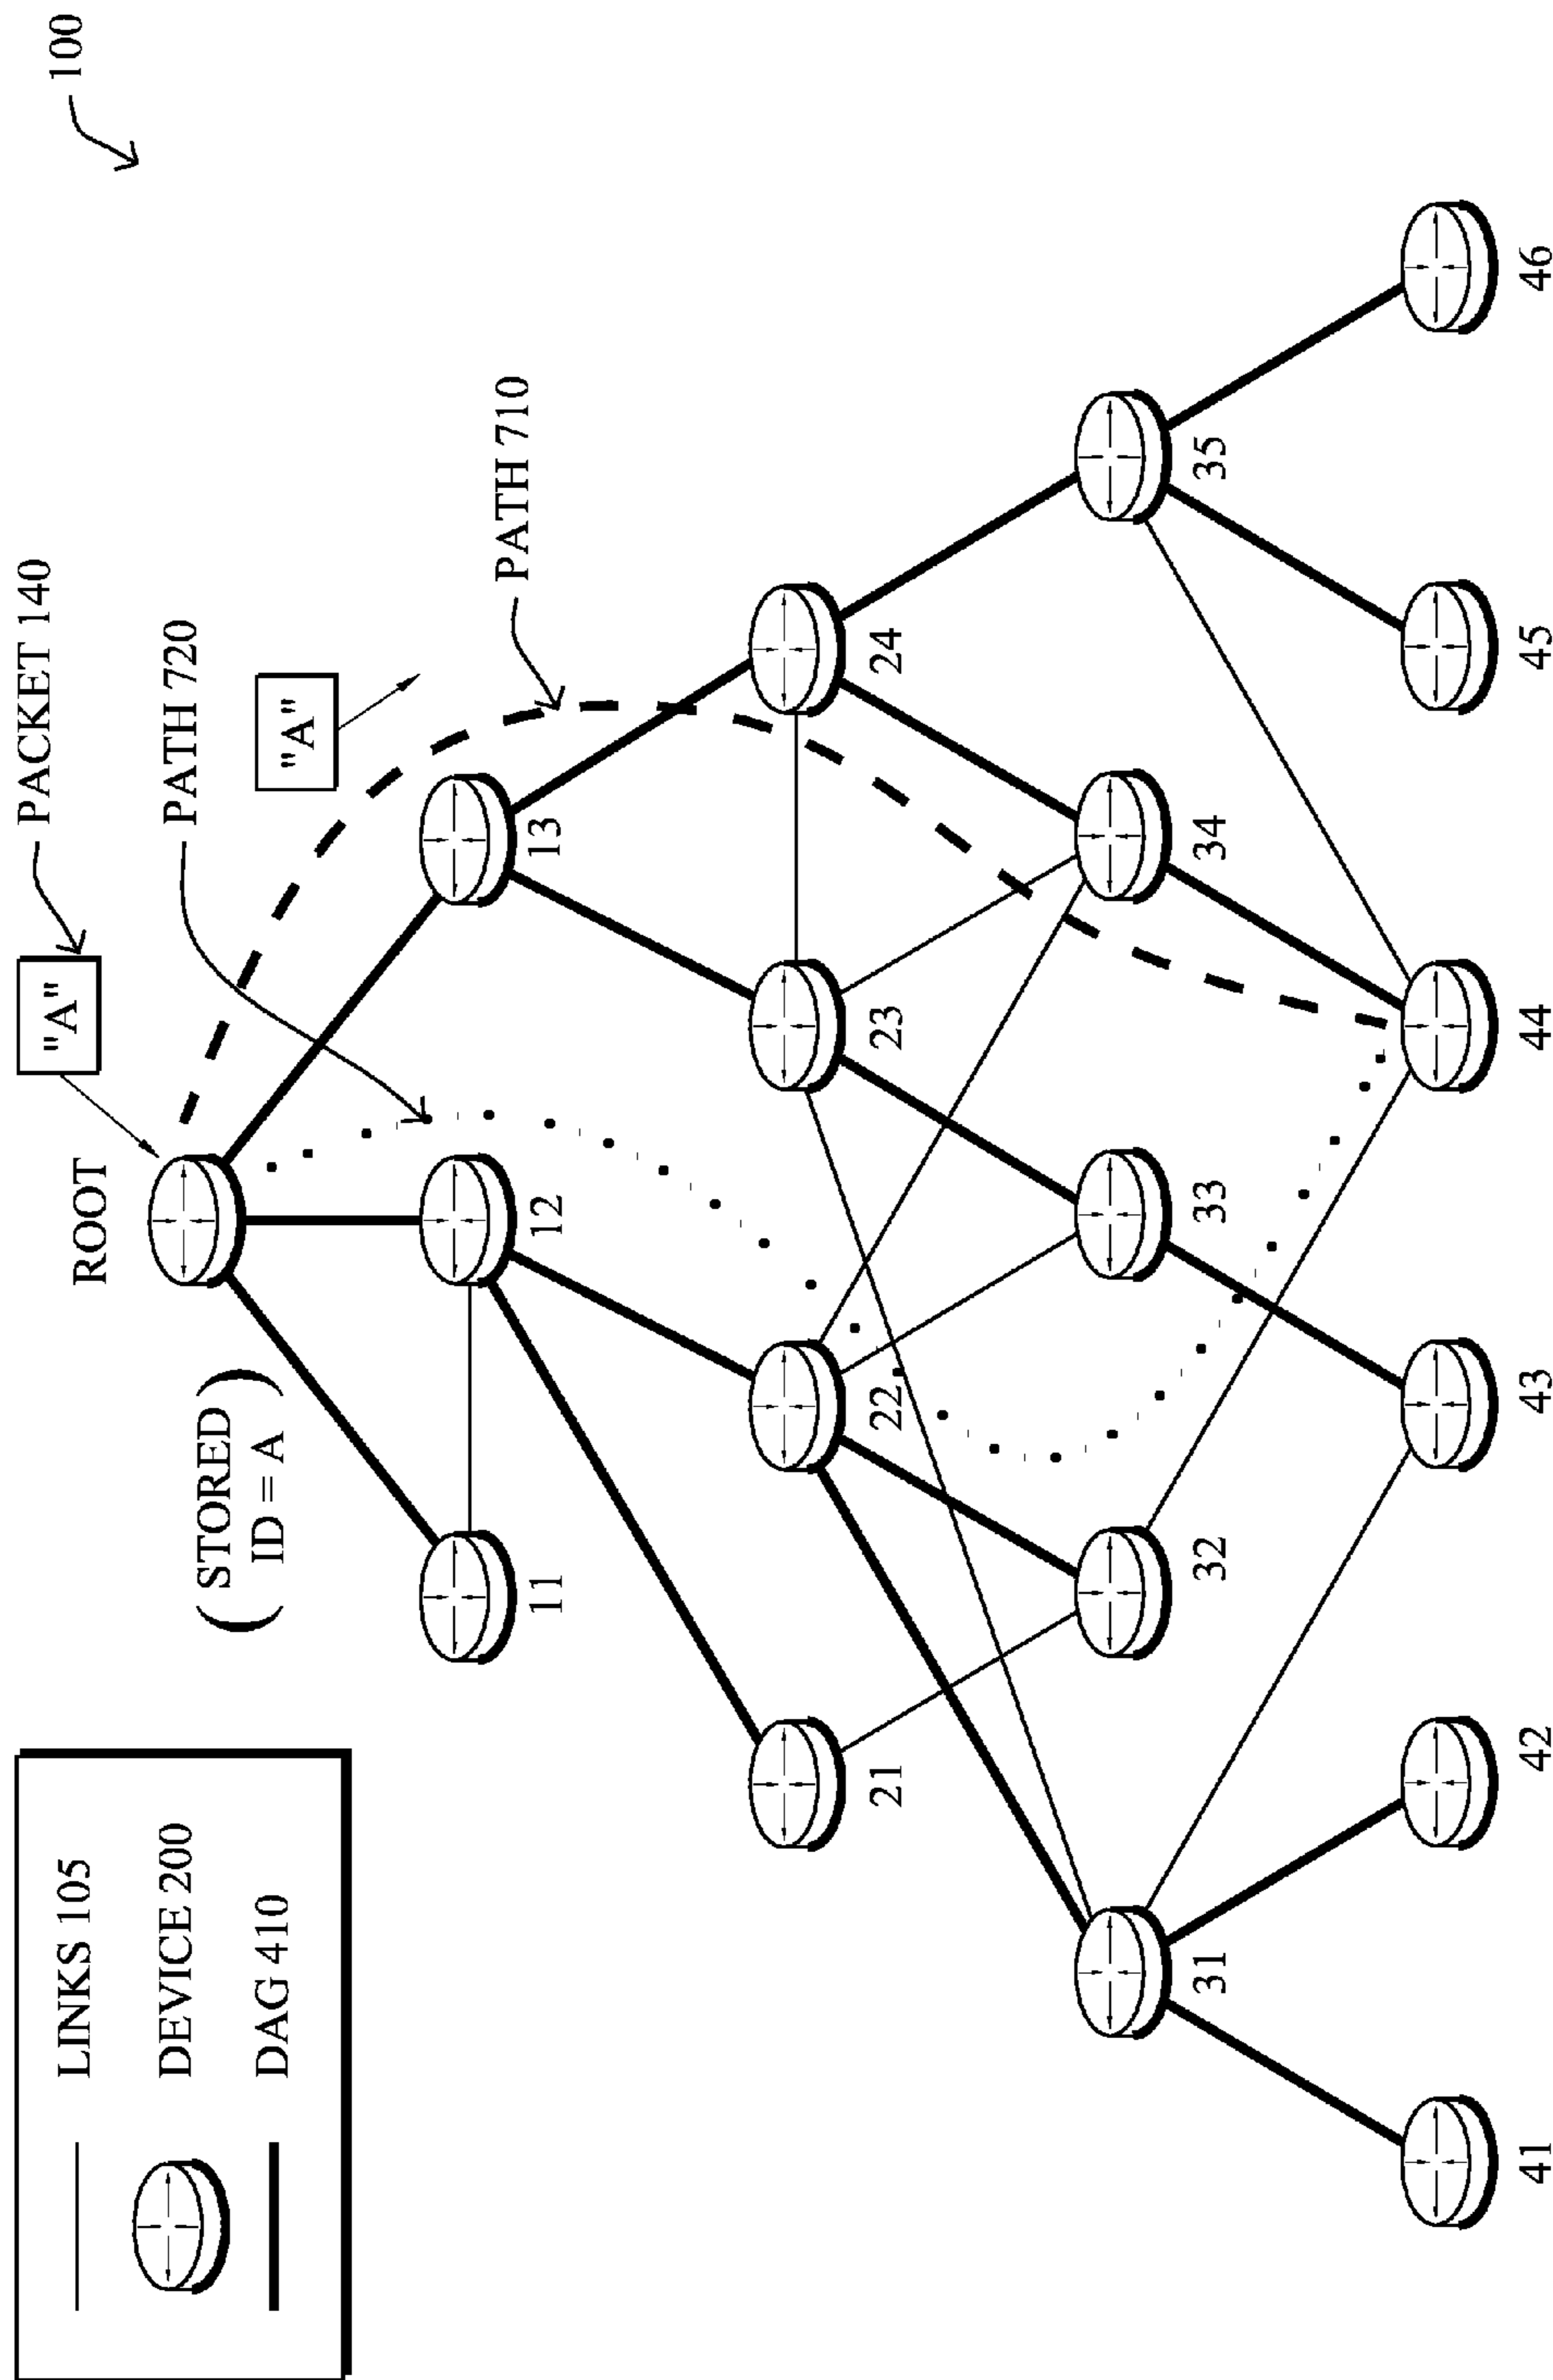 LINKS 105
DEVICE 200
DAG 410
100
PACKET 140
"A"
PATH 720
"A"
PATH 710
ROOT
(STORED
ID = A)
11
12
13
21
22
23
24
31
32
33
34
35
41
42
43
44
45
46